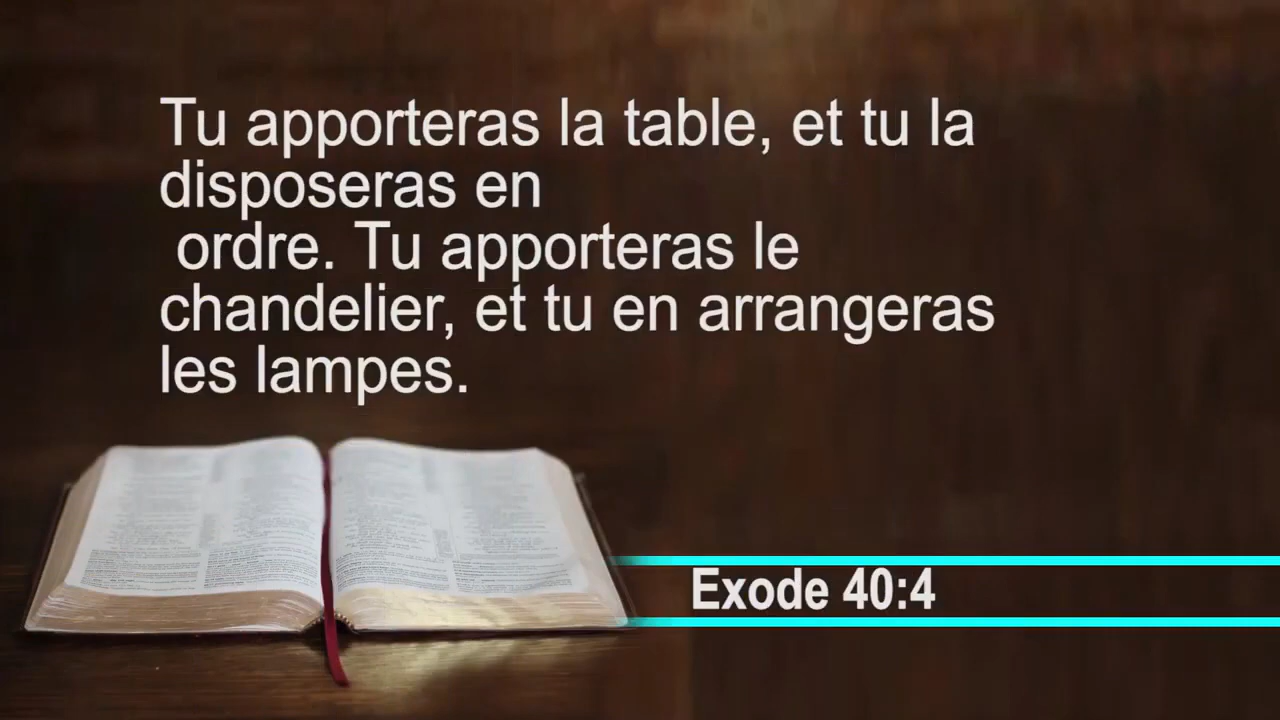 Tu apporteras la table, et tu la
disposeras en
ordre. Tu apporteras le
chandelier, et tu en arrangeras
les lampes.
Exode 40:4